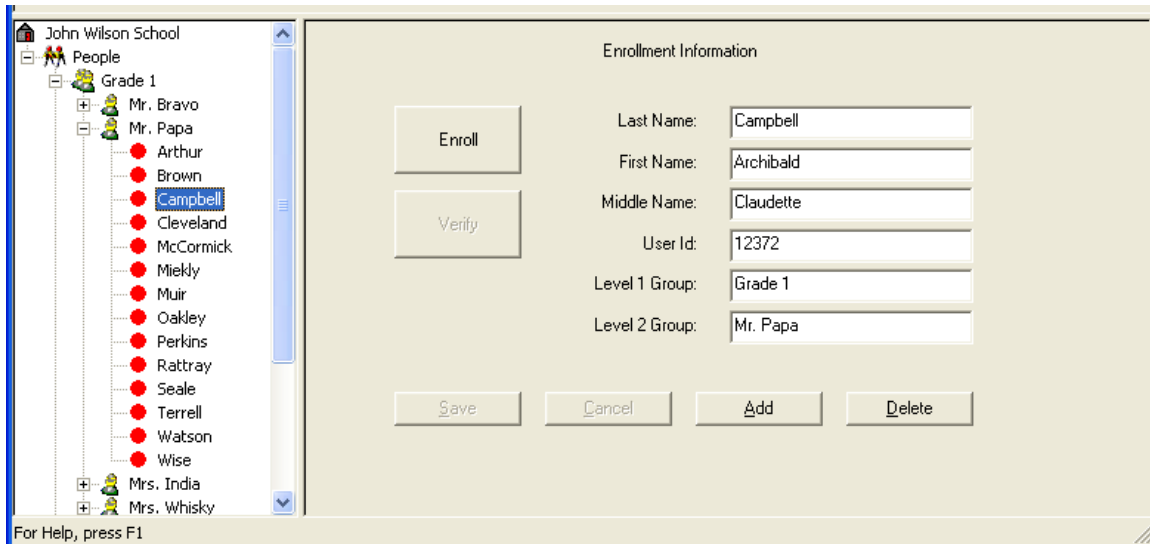 John Wilson School
People
Grade 1
Mr. Bravo
Mr. Papa
Arthur
Brown
Campbell
Cleveland
McCormick
Miekly
Muir
Oakley
Perkins
Rattray
Seale
Terrell
Watson
Wise
Mrs. India
Mrs. Whisky
Enrollment Information
Enroll
Verify
Last Name: Campbell
First Name: Archibald
Middle Name: Claudette
User Id: 12372
Level 1 Group: Grade 1
Level 2 Group: Mr. Papa
Save Cancel Add Delete
For Help, press F1